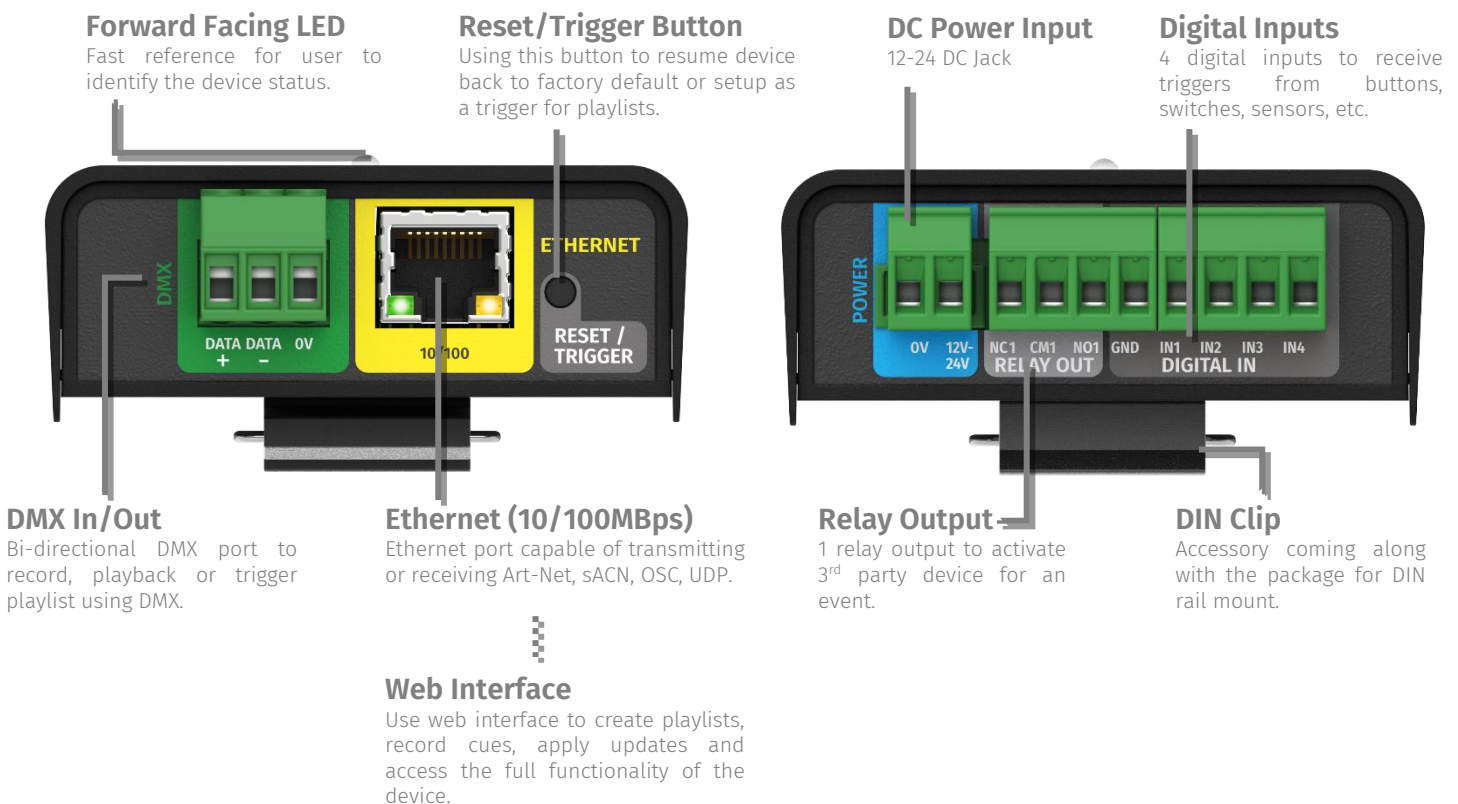 Forward Facing LED
Fast reference for user to
identify the device status.
Reset/Trigger Button
Using this button to resume device
back to factory default or setup as
a trigger for playlists.
DC Power Input
12-24 DC Jack
Digital Inputs
4 digital inputs to receive
triggers from buttons,
switches, sensors, etc.
DMX
DATA DATA 0V
+ −
10/100
ETHERNET
RESET /
TRIGGER
POWER
0V 12V-
24V
NC1 CM1 NO1 GND IN1 IN2 IN3 IN4
RELAY OUT
DIGITAL IN
DMX In/Out
Bi-directional DMX port to
record, playback or trigger
playlist using DMX.
Ethernet (10/100MBps)
Ethernet port capable of transmitting
or receiving Art-Net, sACN, OSC, UDP.
Relay Output
1 relay output to activate
3rd party device for an
event.
DIN Clip
Accessory coming along
with the package for DIN
rail mount.
Web Interface
Use web interface to create playlists,
record cues, apply updates and
access the full functionality of the
device.